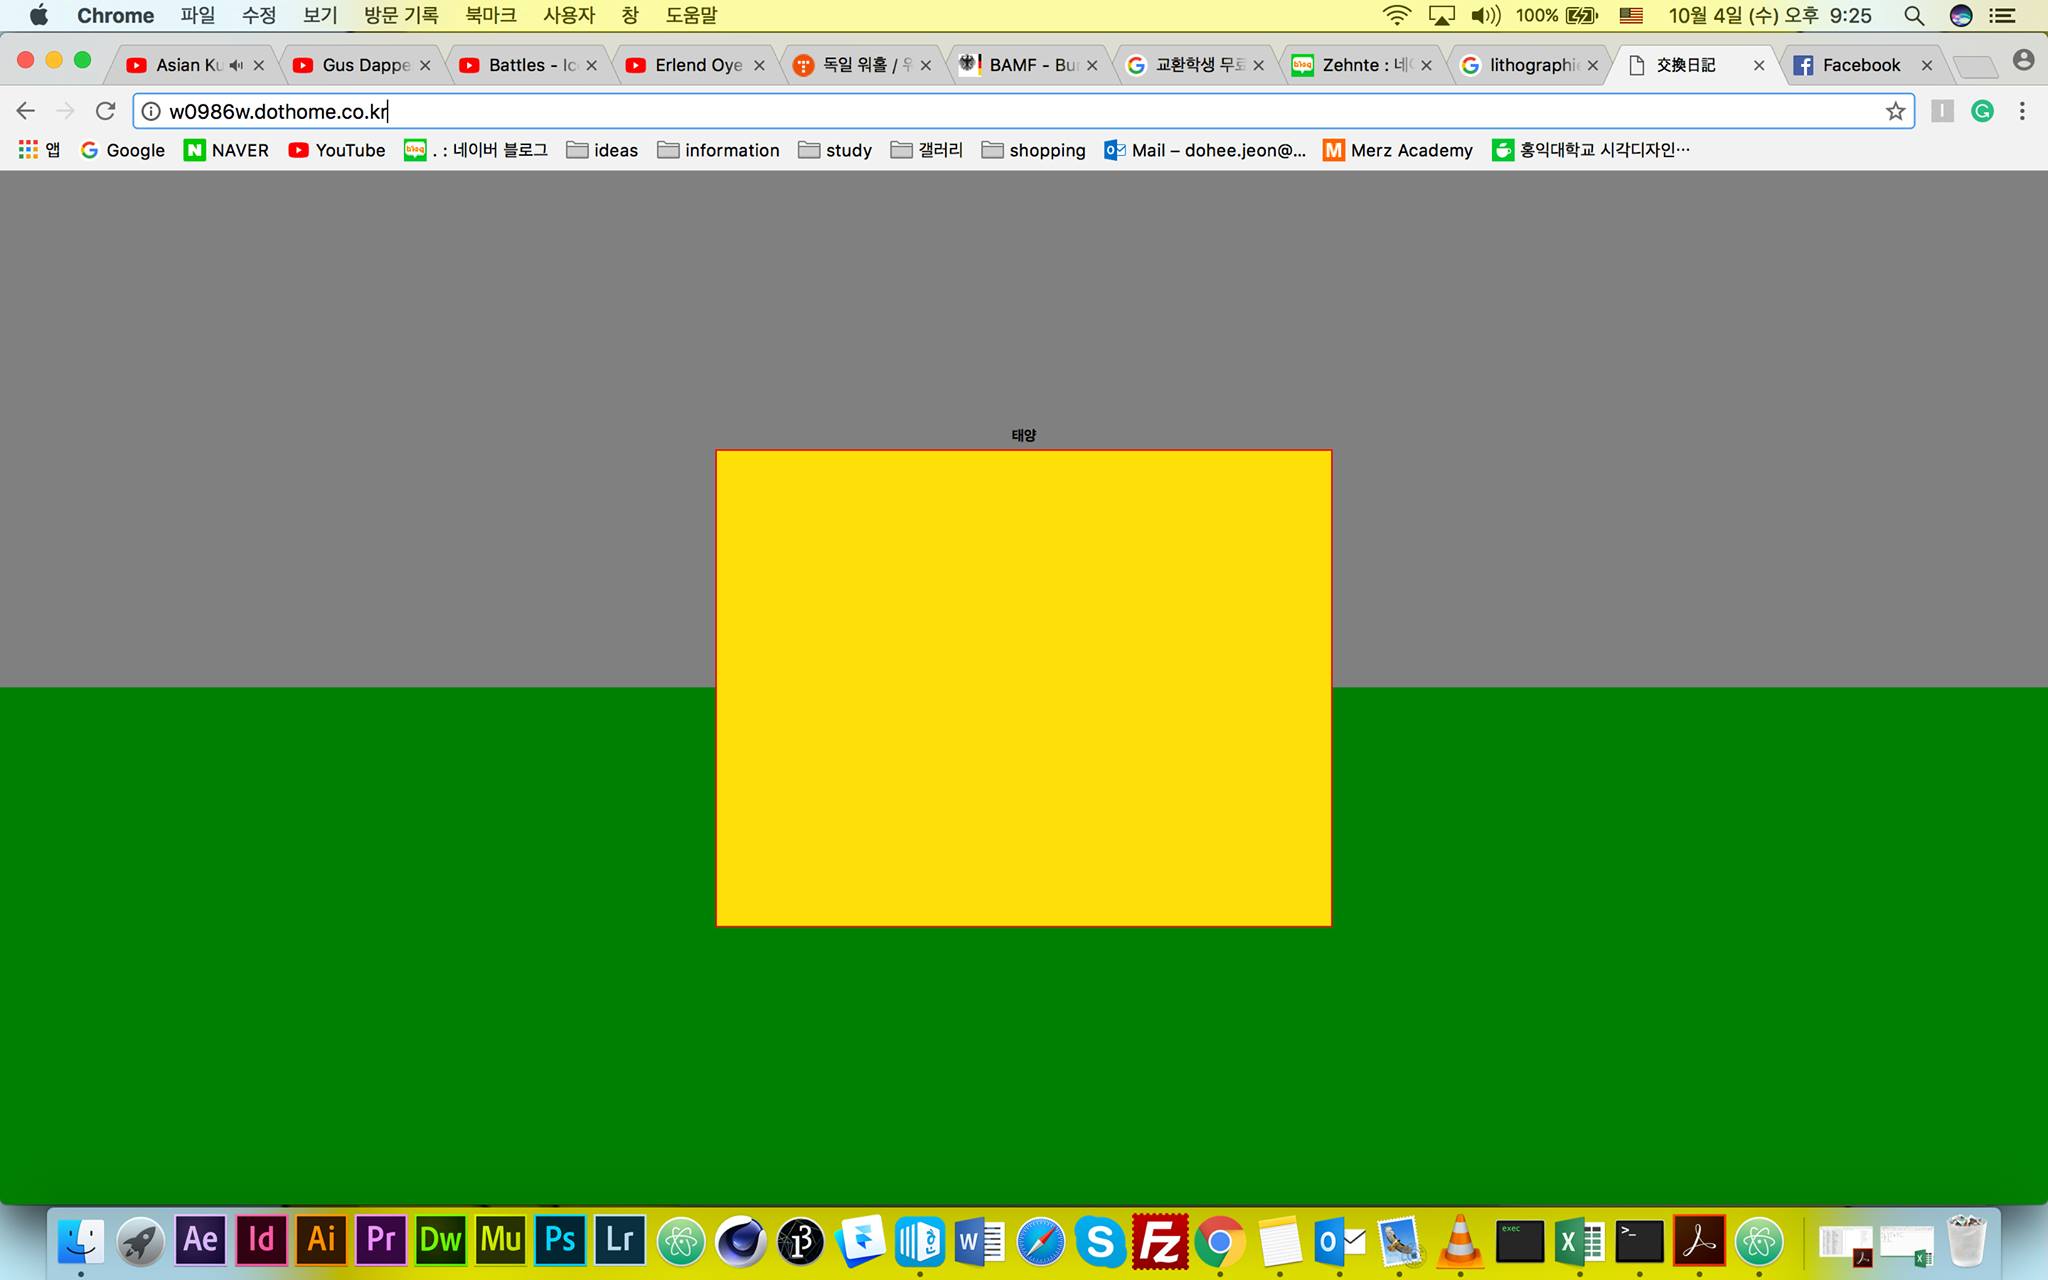 Chrome 파일 수정 보기 방문 기록 북마크 사용자 창 도움말 100% 10월 4일 (수) 오후 9:25
Asian Ku Gus Dappe Battles - Erlend Oye 독일 워홀 / BAMF - Bu 교환학생 무료 Zehnte : lithographie 交換日記 Facebook
w0986w.dothome.co.kr
앱 Google NAVER YouTube . : 네이버 블로그 ideas information study 갤러리 shopping Mail – dohee.jeon@... Merz Academy 홍익대학교 시각디자인…
태양
Ae Id Ai Pr Dw Mu Ps Lr W S Fz O exec X >_